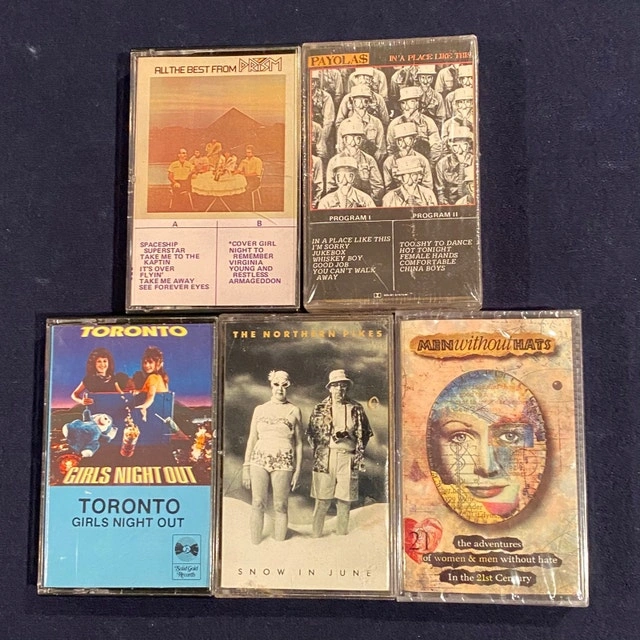 ALL THE BEST FROM PRISM
A
B
SPACESHIP
SUPERSTAR
TAKE ME TO THE
KAPTIN
IT'S OVER
FLYIN'
TAKE ME AWAY
SEE FOREVER EYES
*COVER GIRL
NIGHT TO
REMEMBER
VIRGINIA
YOUNG AND
RESTLESS
ARMAGEDDON
PAYOLAS
IN A PLACE LIKE THIS
PROGRAM I
PROGRAM II
IN A PLACE LIKE THIS
I'M SORRY
JUKEBOX
WHISKEY BOY
GOOD JOB
YOU CAN'T WALK
AWAY
TOO SHY TO DANCE
HOT TONIGHT
FEMALE HANDS
COMFORTABLE
CHINA BOYS
TORONTO
GIRLS NIGHT OUT
TORONTO
GIRLS NIGHT OUT
Solid Gold
Records
THE NORTHERN PIKES
SNOW IN JUNE
MEN without HATS
21
the adventures
of women & men without hate
In the 21st Century